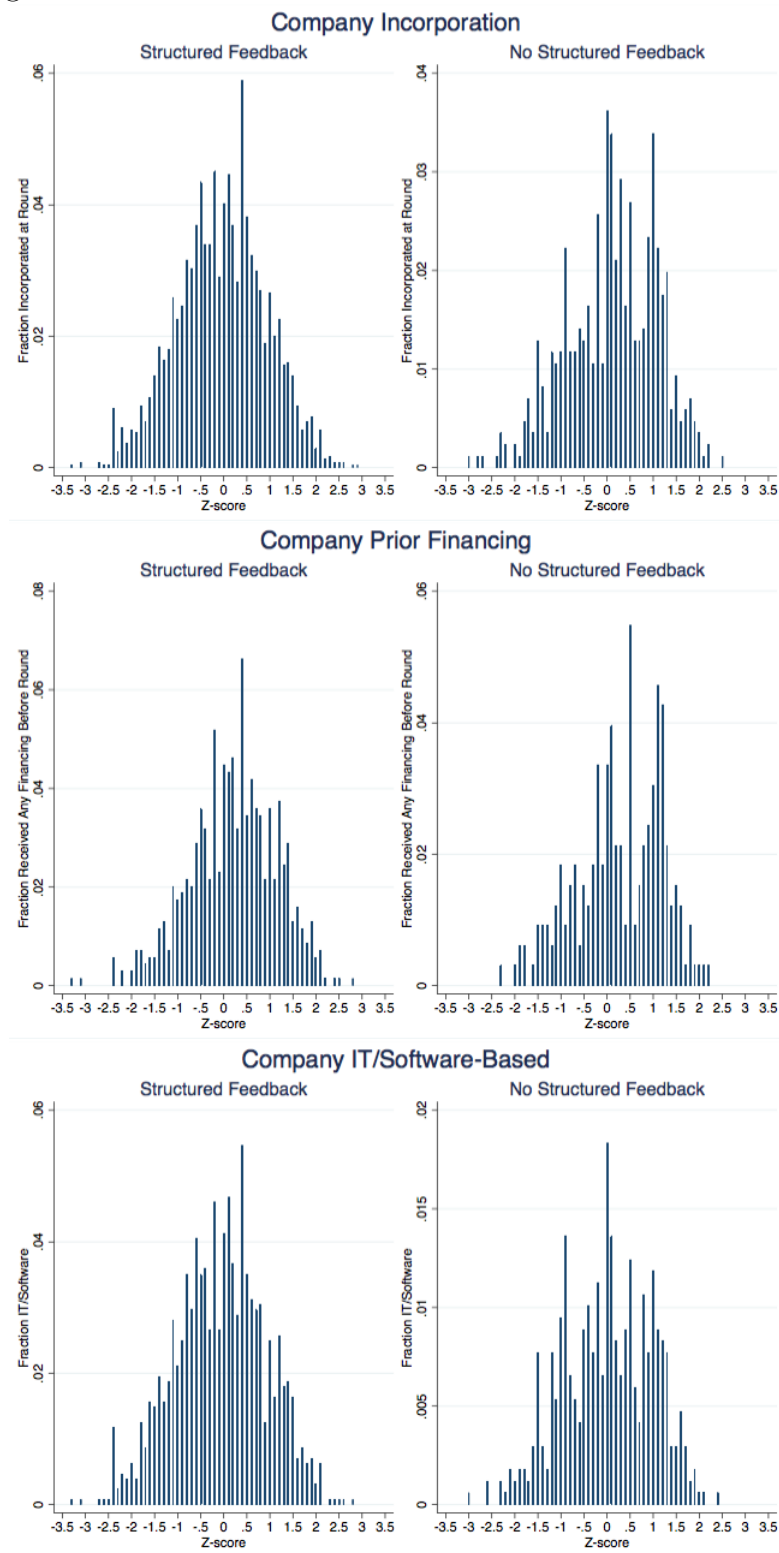 Company Incorporation
Structured Feedback
No Structured Feedback
Fraction Incorporated at Round
0 .02 .04 .06
-3.5 -3 -2.5 -2 -1.5 -1 -.5 0 .5 1 1.5 2 2.5 3 3.5
Z-score
Fraction Incorporated at Round
0 .01 .02 .03 .04
-3.5 -3 -2.5 -2 -1.5 -1 -.5 0 .5 1 1.5 2 2.5 3 3.5
Z-score
Company Prior Financing
Structured Feedback
No Structured Feedback
Fraction Received Any Financing Before Round
0 .02 .04 .06 .08
-3.5 -3 -2.5 -2 -1.5 -1 -.5 0 .5 1 1.5 2 2.5 3 3.5
Z-score
Fraction Received Any Financing Before Round
0 .02 .04 .06
-3.5 -3 -2.5 -2 -1.5 -1 -.5 0 .5 1 1.5 2 2.5 3 3.5
Z-score
Company IT/Software-Based
Structured Feedback
No Structured Feedback
Fraction IT/Software
0 .02 .04 .06
-3.5 -3 -2.5 -2 -1.5 -1 -.5 0 .5 1 1.5 2 2.5 3 3.5
Z-score
Fraction IT/Software
0 .005 .01 .015 .02
-3.5 -3 -2.5 -2 -1.5 -1 -.5 0 .5 1 1.5 2 2.5 3 3.5
Z-score